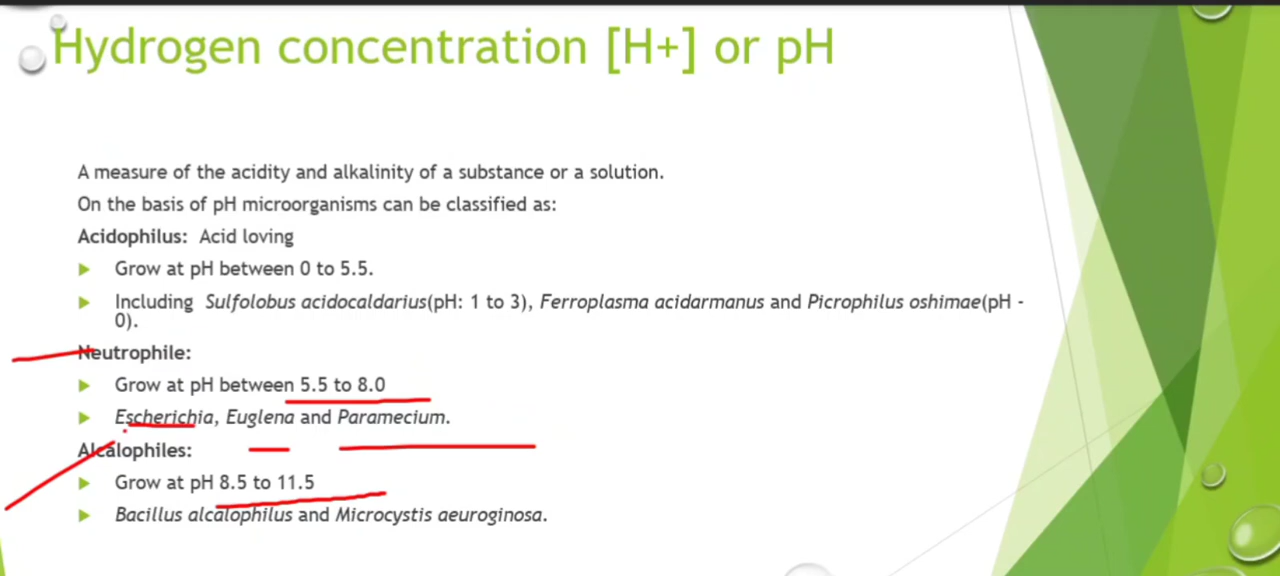 Hydrogen concentration [H+] or pH
A measure of the acidity and alkalinity of a substance or a solution.
On the basis of pH microorganisms can be classified as:
Acidophilus: Acid loving
Grow at pH between 0 to 5.5.
Including Sulfolobus acidocaldarius(pH: 1 to 3), Ferroplasma acidarmanus and Picrophilus oshimae(pH -
0).
Neutrophile:
Grow at pH between 5.5 to 8.0
Escherichia, Euglena and Paramecium.
Alcalophiles:
Grow at pH 8.5 to 11.5
Bacillus alcalophilus and Microcystis aeuroginosa.